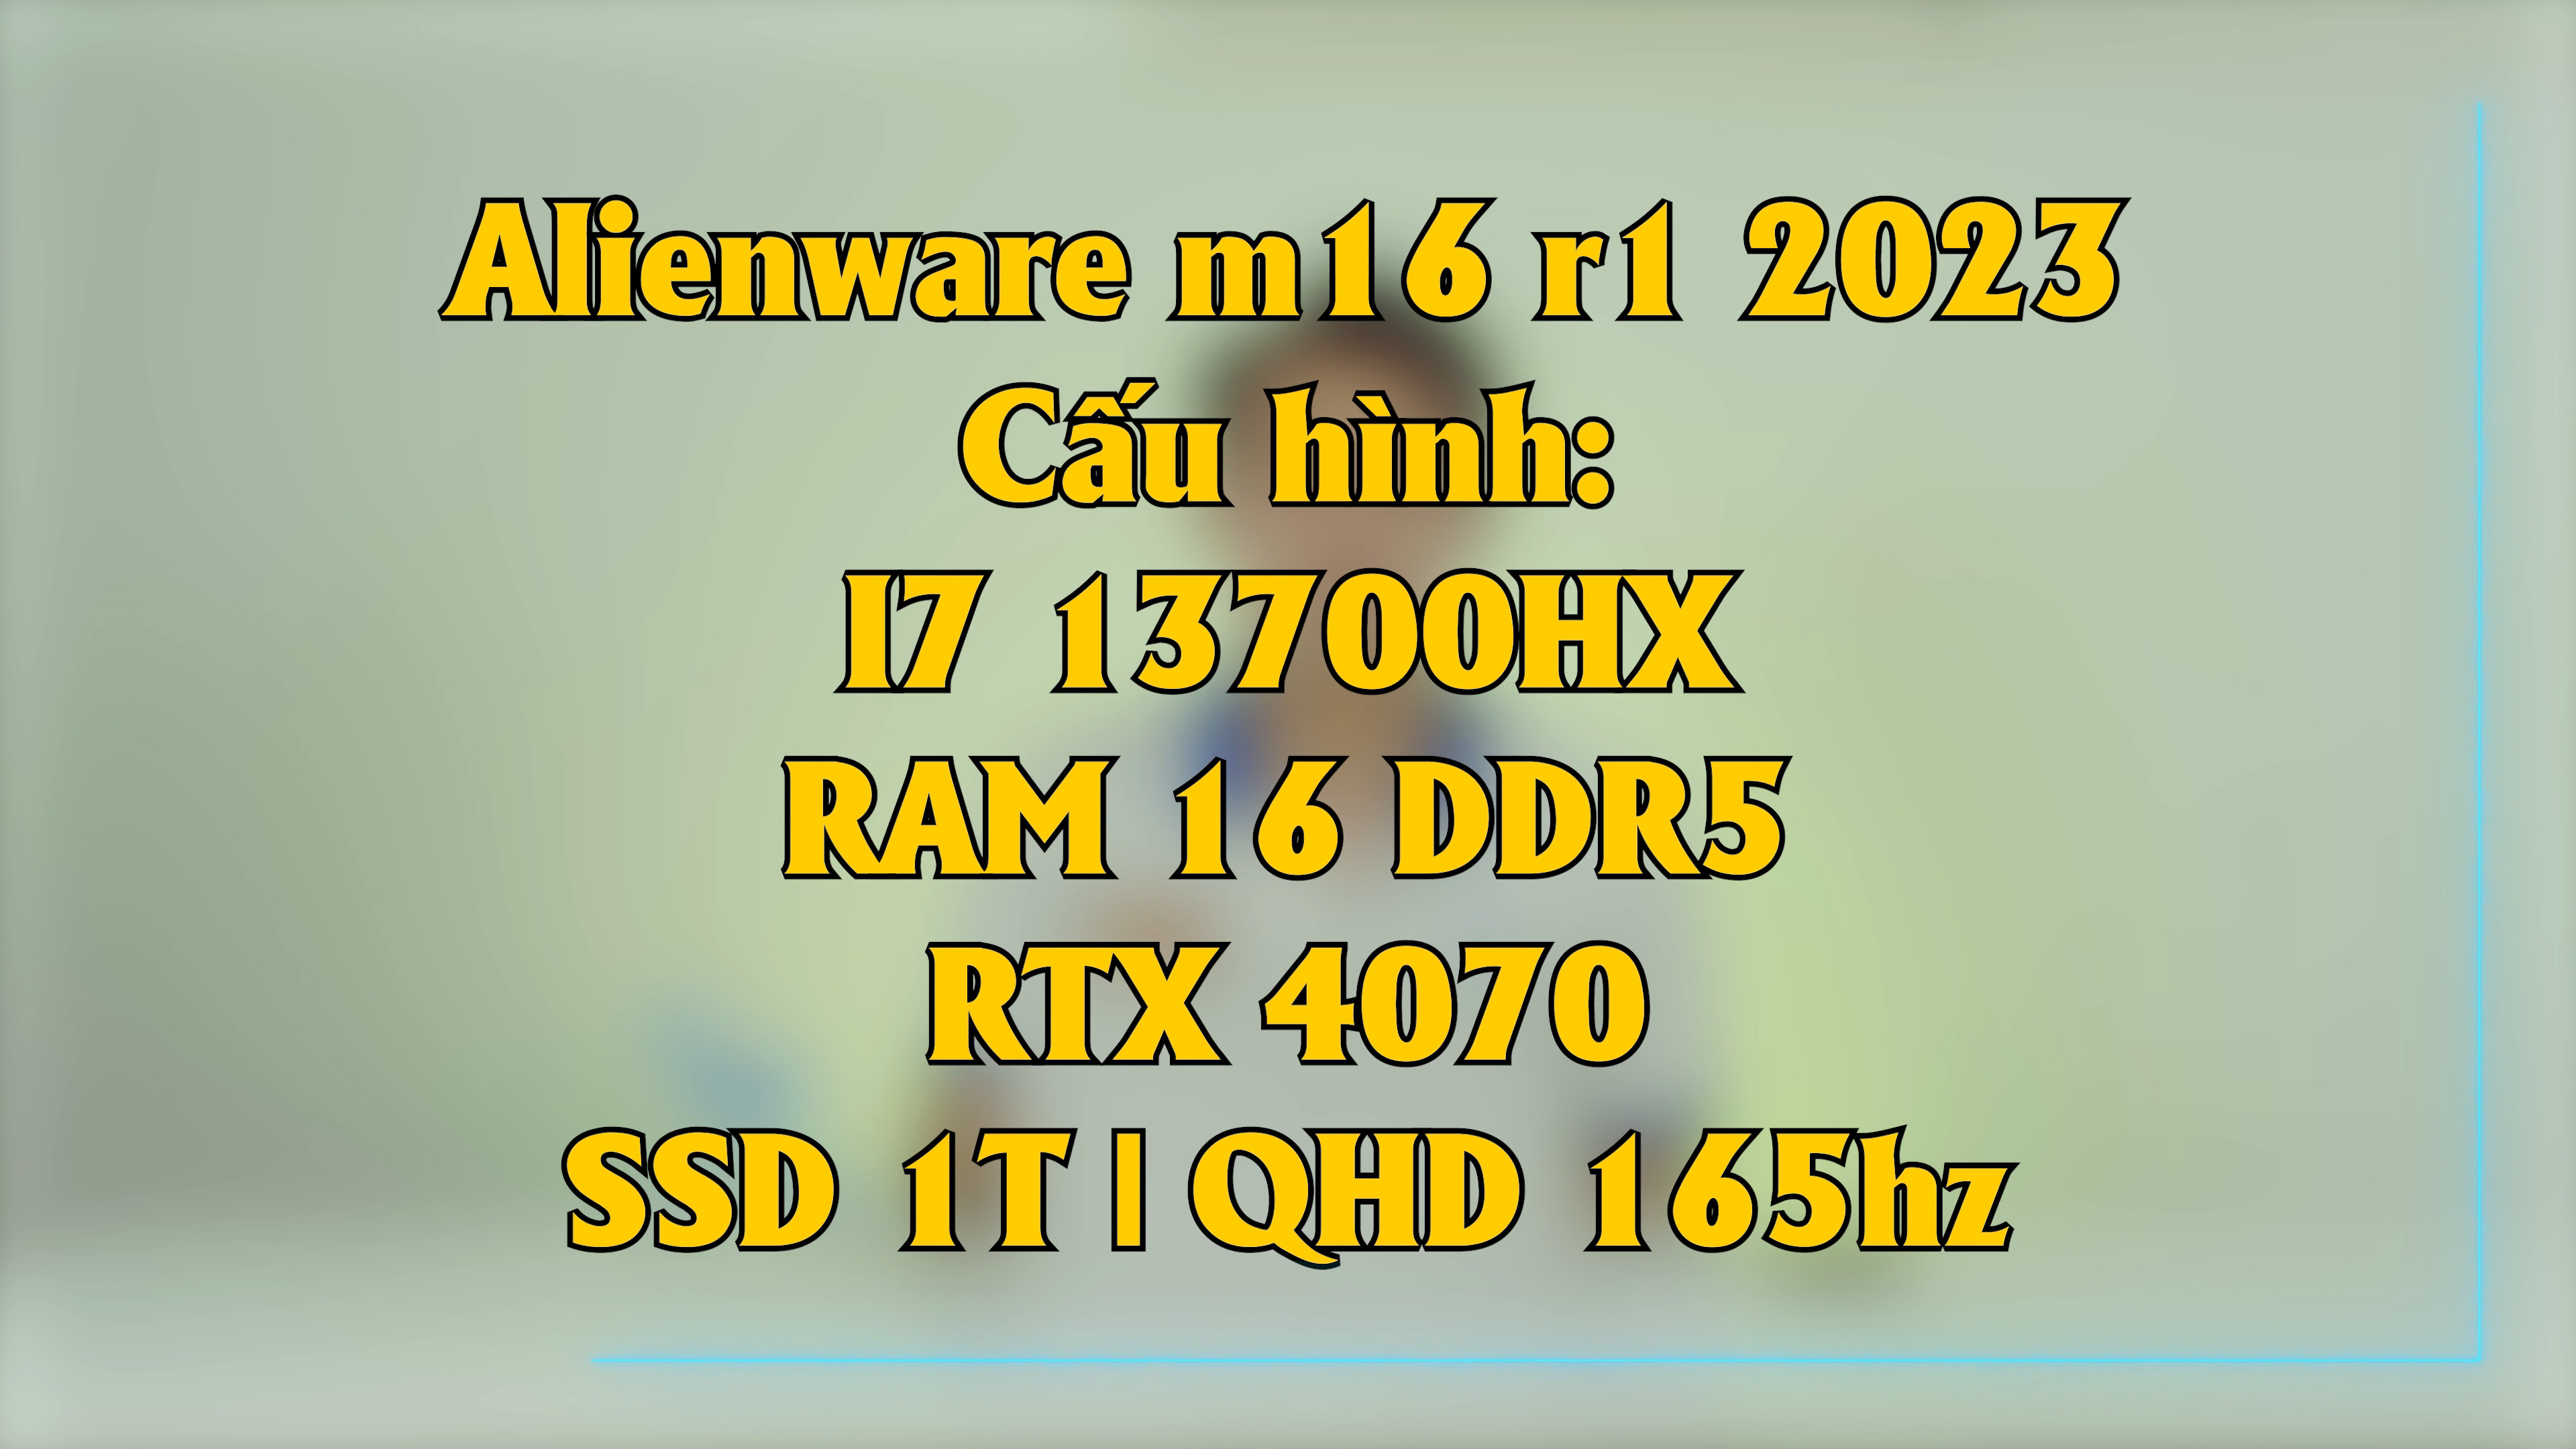 Alienware m16 r1 2023
Cấu hình:
I7 13700HX
RAM 16 DDR5
RTX 4070
SSD 1T | QHD 165hz